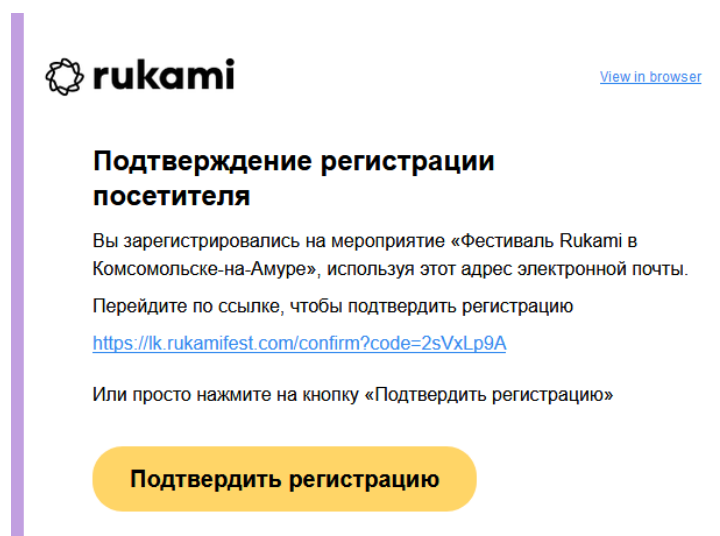 rukami
View in browser
Подтверждение регистрации
посетителя
Вы зарегистрировались на мероприятие «Фестиваль Rukami в
Комсомольске-на-Амуре», используя этот адрес электронной почты.
Перейдите по ссылке, чтобы подтвердить регистрацию
https://lk.rukamifest.com/confirm?code=2sVxLp9A
Или просто нажмите на кнопку «Подтвердить регистрацию»
Подтвердить регистрацию